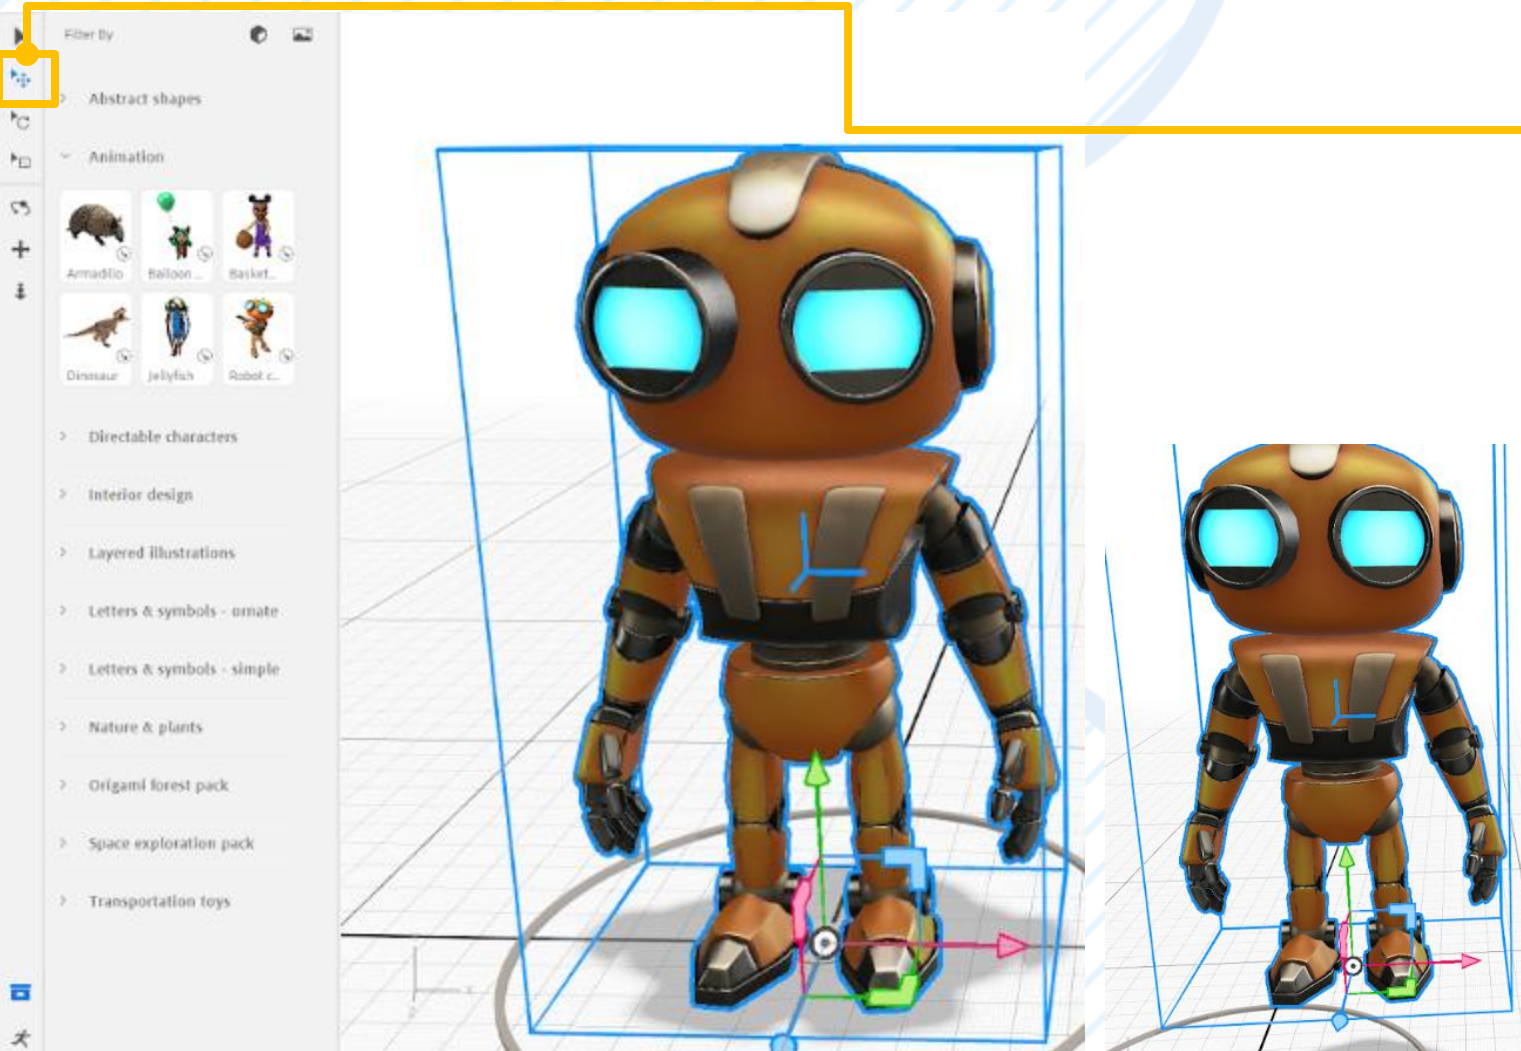 Filter By
Abstract shapes
Animation
Armadillo
Balloon ...
Basket...
Dinosaur
Jellyfish
Robot c...
Directable characters
Interior design
Layered illustrations
Letters & symbols - ornate
Letters & symbols - simple
Nature & plants
Origami forest pack
Space exploration pack
Transportation toys